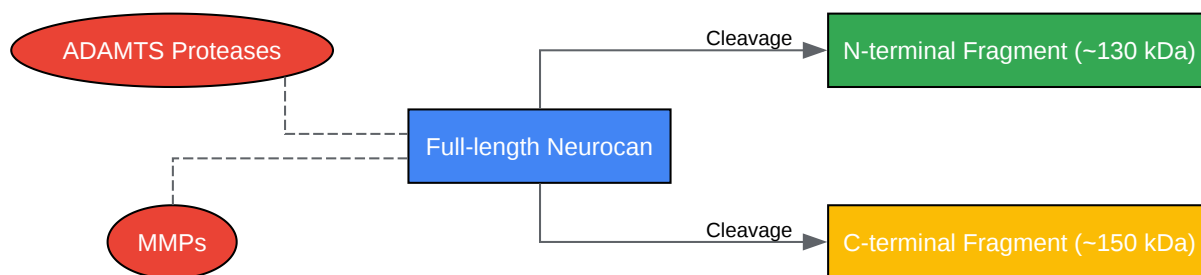 ADAMTS Proteases
Cleavage
N-terminal Fragment (~130 kDa)
Full-length Neurocan
MMPs
Cleavage
C-terminal Fragment (~150 kDa)